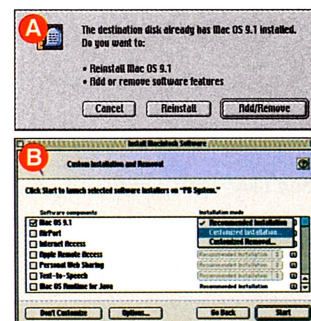 A
The destination disk already has Mac OS 9.1 installed.
Do you want to:
• Reinstall Mac OS 9.1
• Add or remove software features
Cancel Reinstall Add/Remove
B
Install Macintosh Software
Custom Installation and Removal
Click Start to launch selected software installers on "PB System."
Software components Installation mode
Mac OS 9.1 Recommended Installation
AirPort Customized Installation...
Internet Access Customized Removal...
Apple Remote Access Recommended Installation
Personal Web Sharing Recommended Installation
Text-to-Speech Recommended Installation
Mac OS Runtime for Java Recommended Installation
Don't Customize Options... Go Back Start